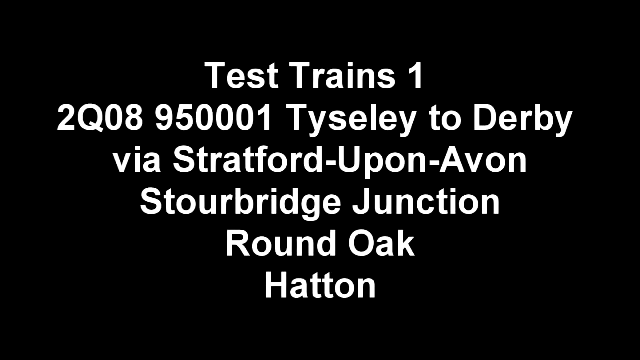 Test Trains 1
2Q08 950001 Tyseley to Derby
via Stratford-Upon-Avon
Stourbridge Junction
Round Oak
Hatton